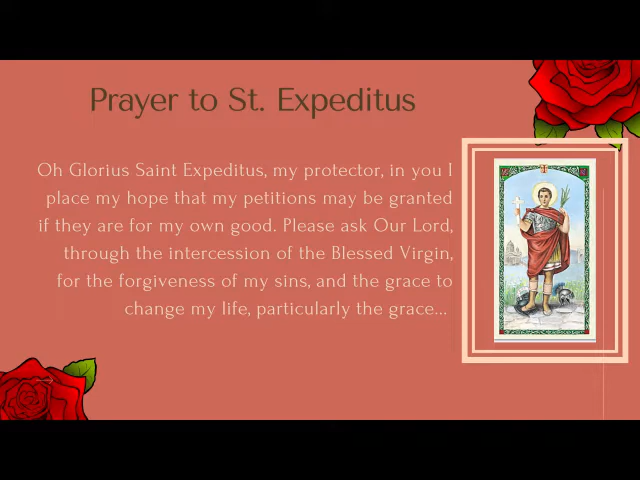 Prayer to St. Expeditus
Oh Glorius Saint Expeditus, my protector, in you I
place my hope that my petitions may be granted
if they are for my own good. Please ask Our Lord,
through the intercession of the Blessed Virgin,
for the forgiveness of my sins, and the grace to
change my life, particularly the grace...